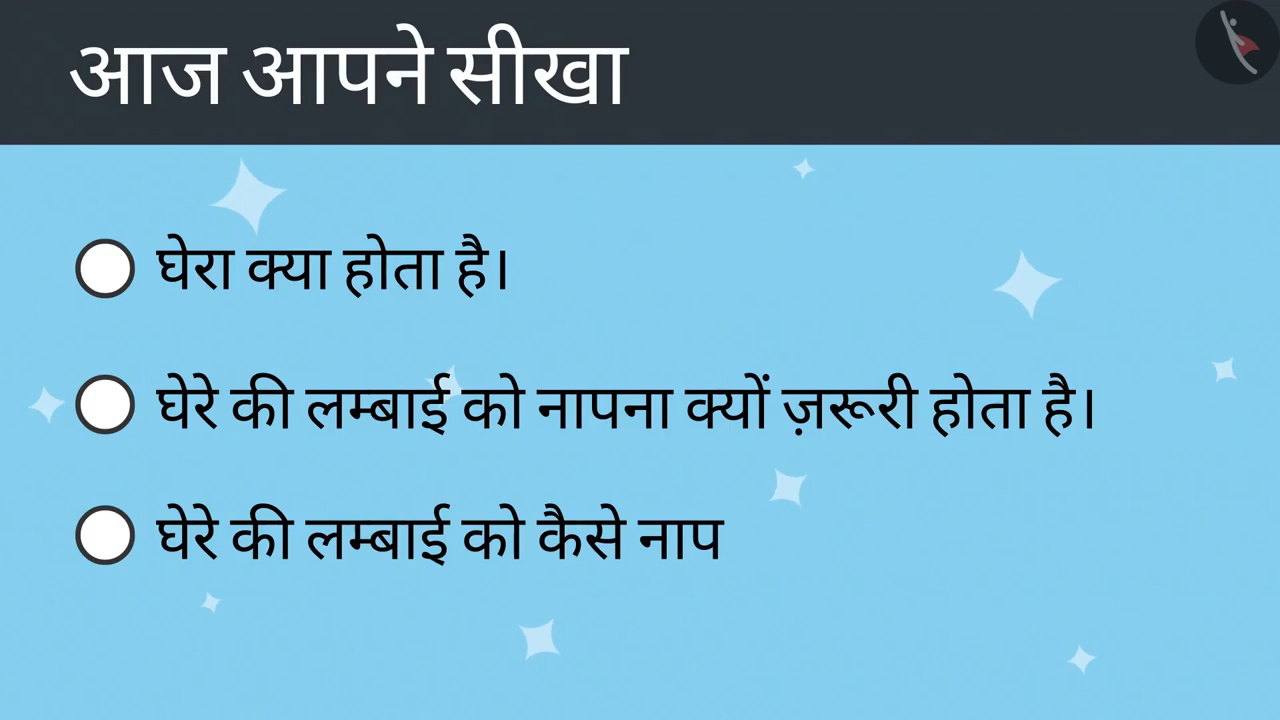 आज आपने सीखा
घेरा क्या होता है।
घेरे की लम्बाई को नापना क्यों ज़रूरी होता है।
घेरे की लम्बाई को कैसे नाप